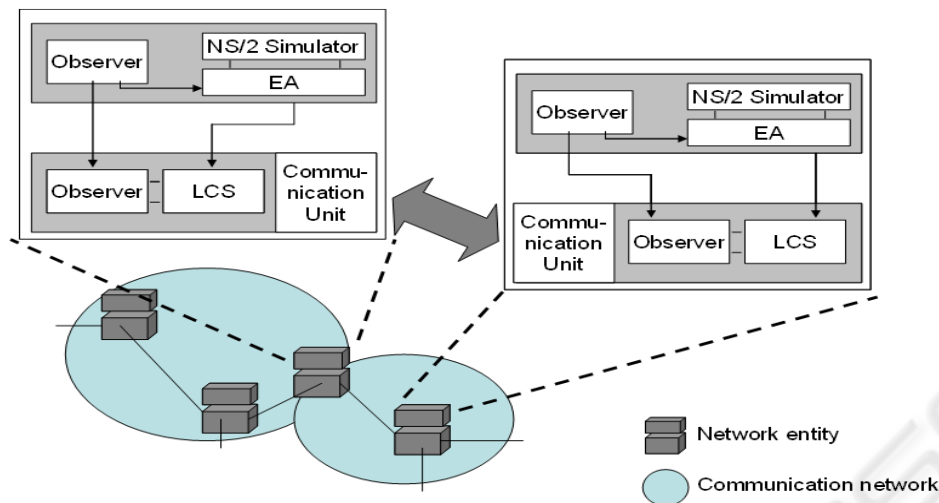 NS/2 Simulator
Observer
EA
Observer
LCS
Commu-
nication
Unit
NS/2 Simulator
Observer
EA
Commu-
nication
Unit
Observer
LCS
Network entity
Communication network